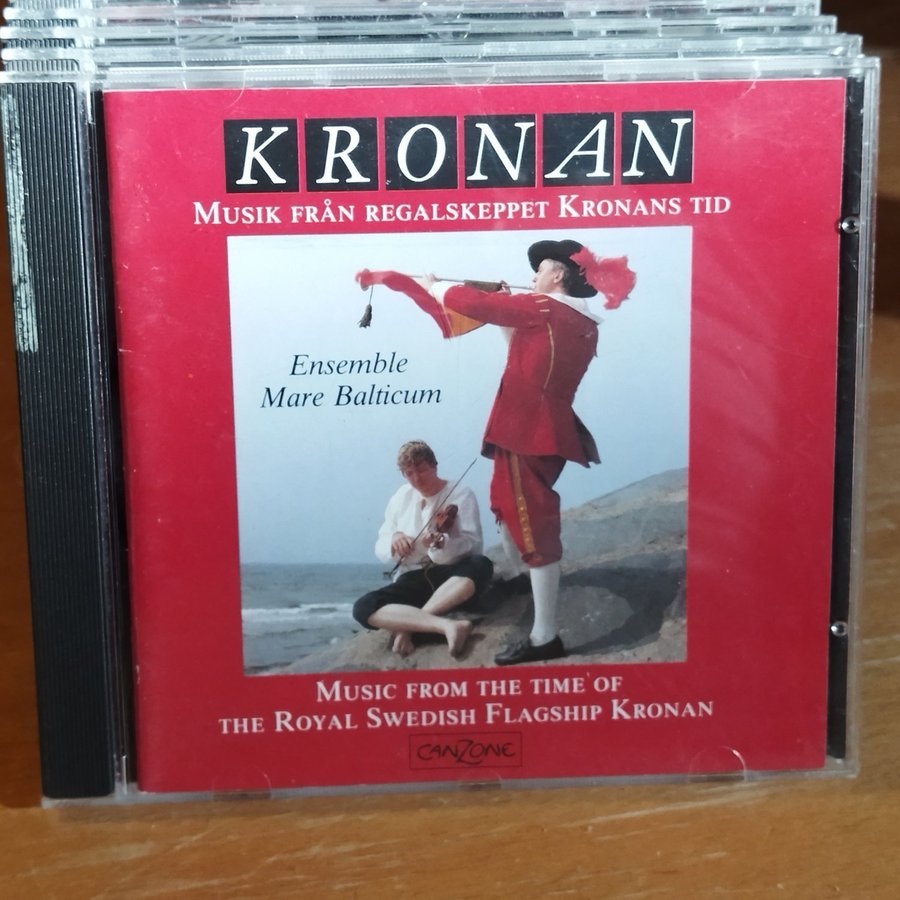 KRONAN
MUSIK FRÅN REGALSKEPPET KRONANS TID
Ensemble
Mare Balticum
MUSIC FROM THE TIME OF
THE ROYAL SWEDISH FLAGSHIP KRONAN
CANZONE